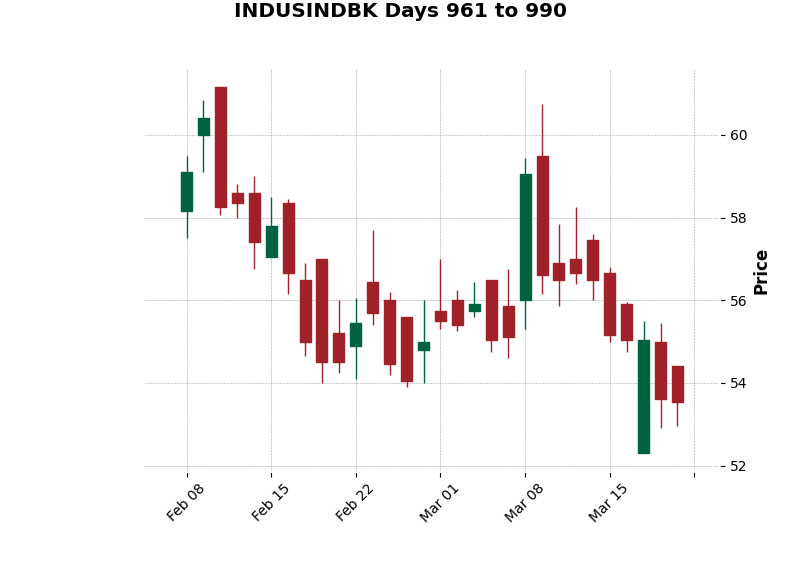 INDUSINDBK Days 961 to 990
60
58
56
54
52
Price
Feb 08
Feb 15
Feb 22
Mar 01
Mar 08
Mar 15